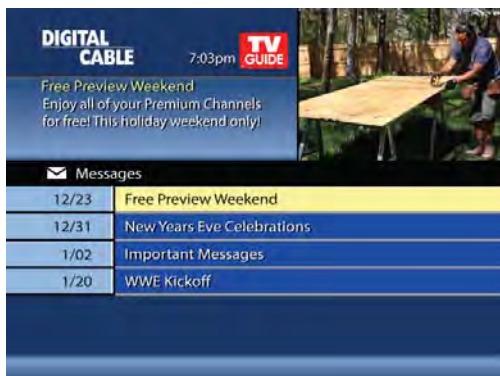 DIGITAL
CABLE
7:03pm
TV
GUIDE
Free Preview Weekend
Enjoy all of your Premium Channels
for free! This holiday weekend only!
Messages
12/23 Free Preview Weekend
12/31 New Years Eve Celebrations
1/02 Important Messages
1/20 WWE Kickoff